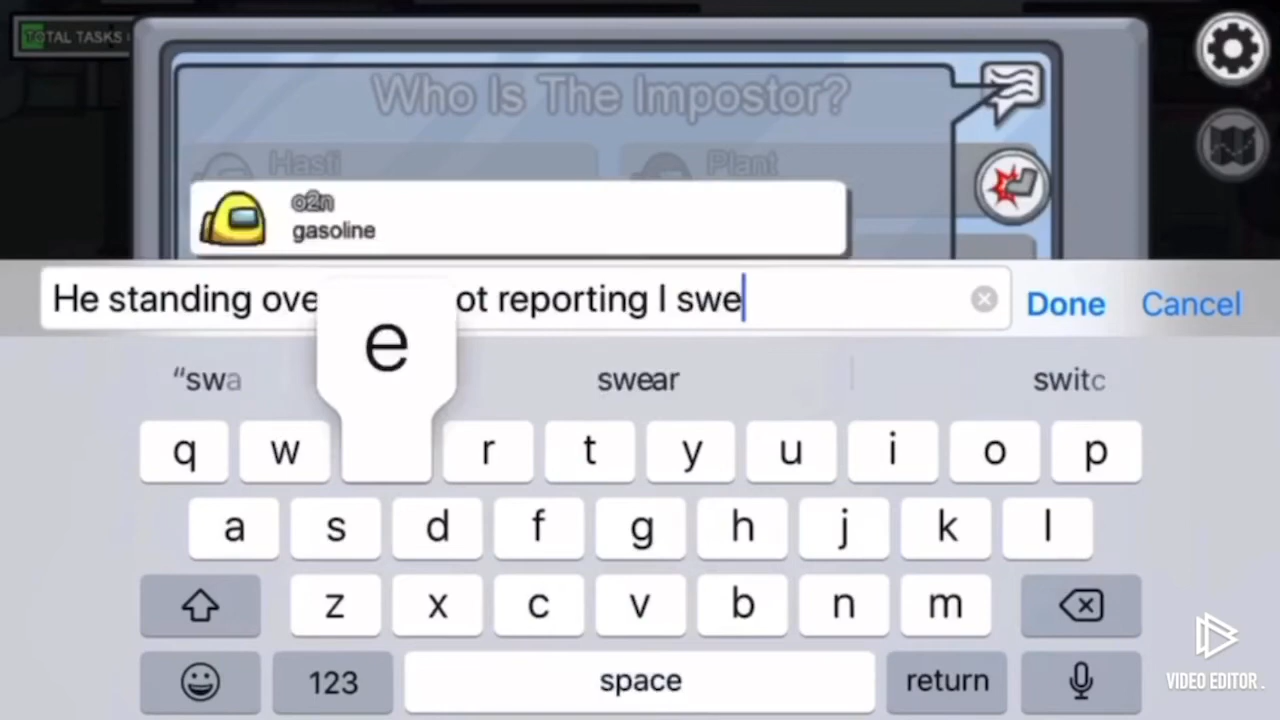 TOTAL TASKS
Who Is The Impostor?
Hasti
Plant
o2n
gasoline
He standing ove ot reporting I swe
Done
Cancel
e
“swa
swear
switc
q w r t y u i o p
a s d f g h j k l
z x c v b n m
123
space
return
VIDEO EDITOR .